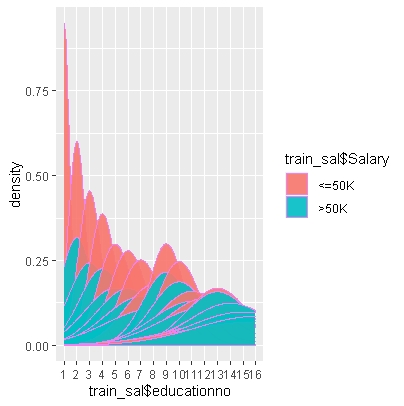 0.75
0.50
0.25
0.00
density
1 2 3 4 5 6 7 8 9 10 11 12 13 14 15 16
train_sal$educationno
train_sal$Salary
<=50K
>50K